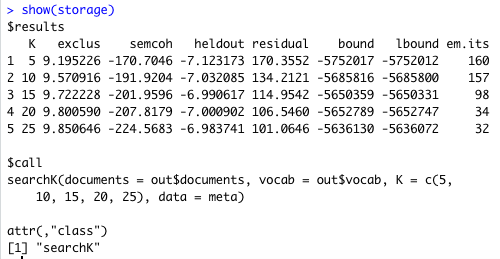 > show(storage)
$results
K exclus semcoh heldout residual bound lbound em.its
1 5 9.195226 -170.7046 -7.123173 170.3552 -5752017 -5752012 160
2 10 9.570916 -191.9204 -7.032085 134.2121 -5685816 -5685800 157
3 15 9.722228 -201.9596 -6.990617 114.9542 -5650359 -5650331 98
4 20 9.800590 -207.8179 -7.000902 106.5460 -5652789 -5652747 34
5 25 9.850646 -224.5683 -6.983741 101.0646 -5636130 -5636072 32
$call
searchK(documents = out$documents, vocab = out$vocab, K = c(5,
10, 15, 20, 25), data = meta)
attr(,"class")
[1] "searchK"